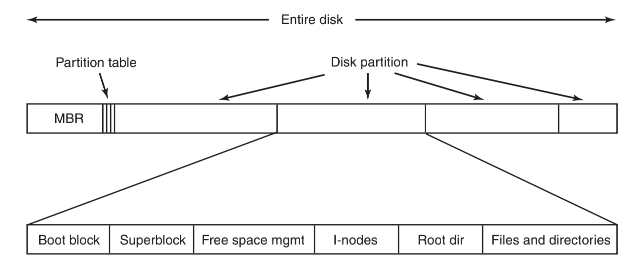 Entire disk
Partition table
Disk partition
MBR
Boot block
Superblock
Free space mgmt
I-nodes
Root dir
Files and directories